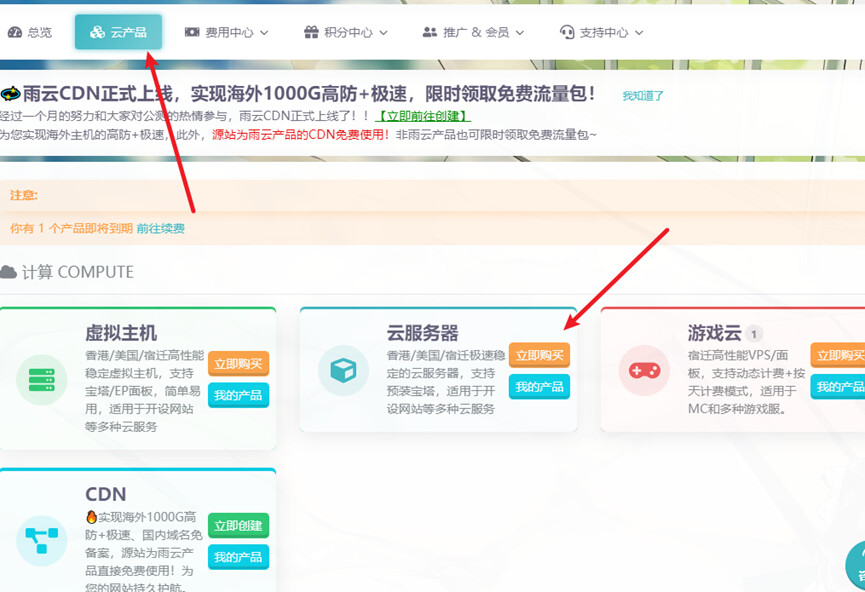 总览
云产品
费用中心
积分中心
推广 & 会员
支持中心
雨云CDN正式上线，实现海外1000G高防+极速，限时领取免费流量包！
我知道了
经过一个月的努力和大家对公测的热情参与，雨云CDN正式上线了！！【立即前往创建】
为您实现海外主机的高防+极速，此外，源站为雨云产品的CDN免费使用！非雨云产品也可限时领取免费流量包~
注意:
你有 1 个产品即将到期 前往续费
计算 COMPUTE
虚拟主机
香港/美国/宿迁高性能
稳定虚拟主机，支持
宝塔/EP面板，简单易
用，适用于开设网站
等多种云服务
立即购买
我的产品
云服务器
香港/美国/宿迁极速稳
定的云服务器，支持
预装宝塔，适用于开
设网站等多种云服务
立即购买
我的产品
游戏云 1
宿迁高性能VPS/面
板，支持动态计费+按
天计费模式，适用于
MC和多种游戏服。
立即购买
我的产品
CDN
实现海外1000G高
防+极速、国内域名免
备案，源站为雨云产
品直接免费使用！为
您的网站持久护航。
立即创建
我的产品